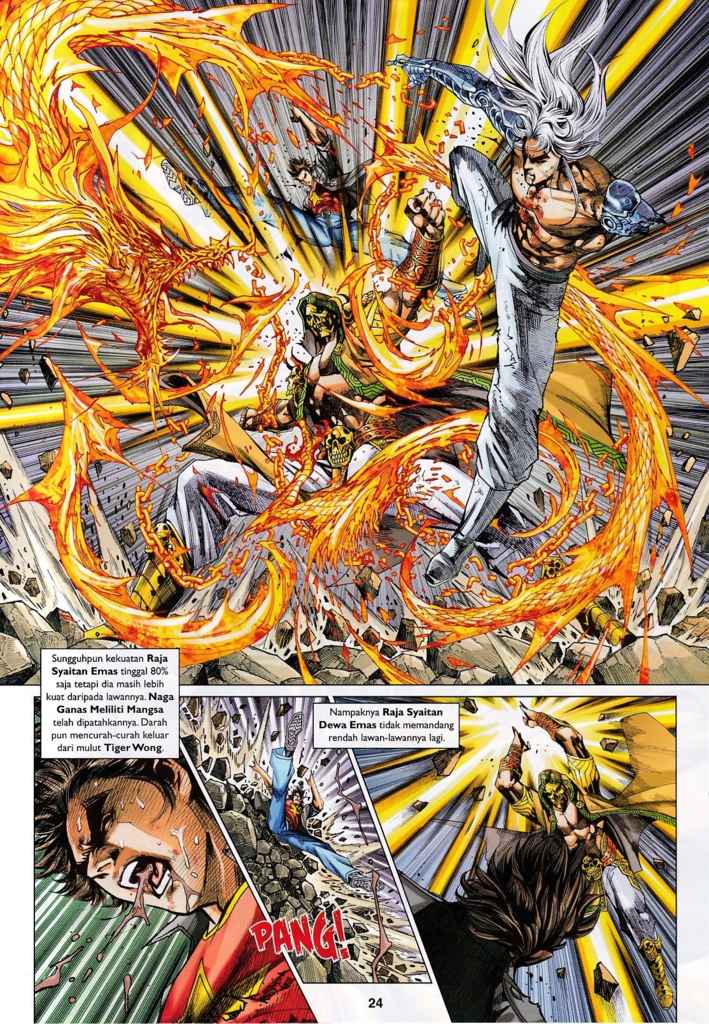 Sungguhpun kekuatan Raja
Syaitan Emas tinggal 80%
saja tetapi dia masih lebih
kuat daripada lawannya. Naga
Ganas Meliliti Mangsa
telah dipatahkannya. Darah
pun mencurah-curah keluar
dari mulut Tiger Wong.
Nampaknya Raja Syaitan
Dewa Emas tidak memandang
rendah lawan-lawannya lagi.
PANG!
24